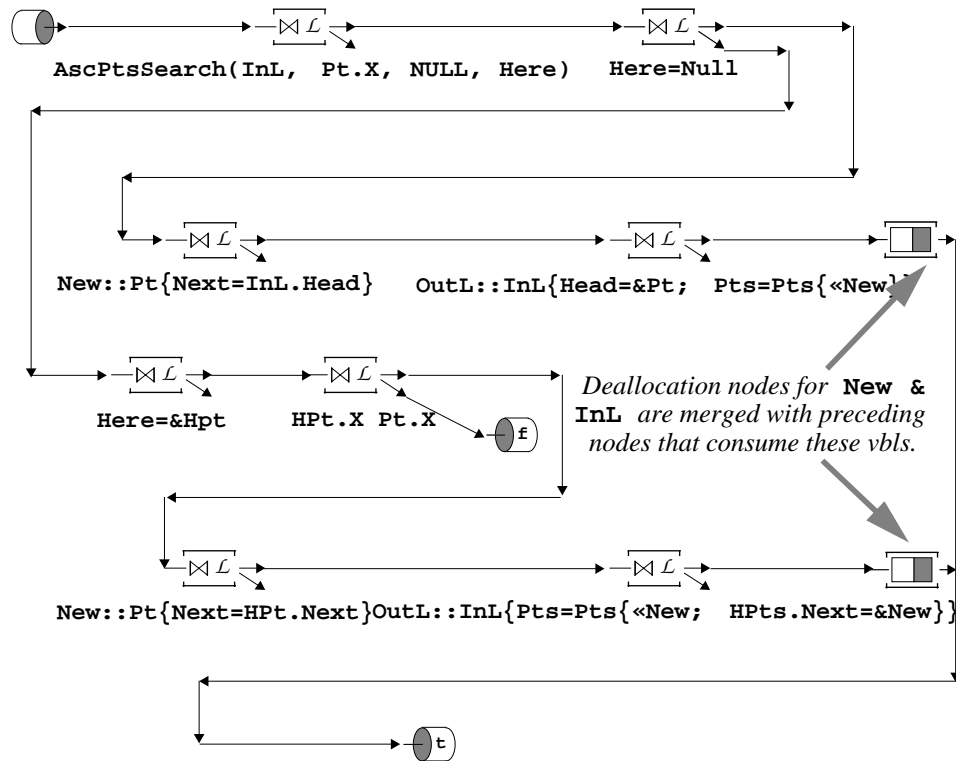 ⋈ ℒ ⋈ ℒ
AscPtsSearch(InL, Pt.X, NULL, Here) Here=Null
⋈ ℒ ⋈ ℒ
New::Pt{Next=InL.Head} OutL::InL{Head=&Pt; Pts=Pts{«New}}
⋈ ℒ ⋈ ℒ
Here=&Hpt HPt.X Pt.X
f
Deallocation nodes for New &
InL are merged with preceding
nodes that consume these vbls.
⋈ ℒ ⋈ ℒ
New::Pt{Next=HPt.Next} OutL::InL{Pts=Pts{«New; HPts.Next=&New}}
t